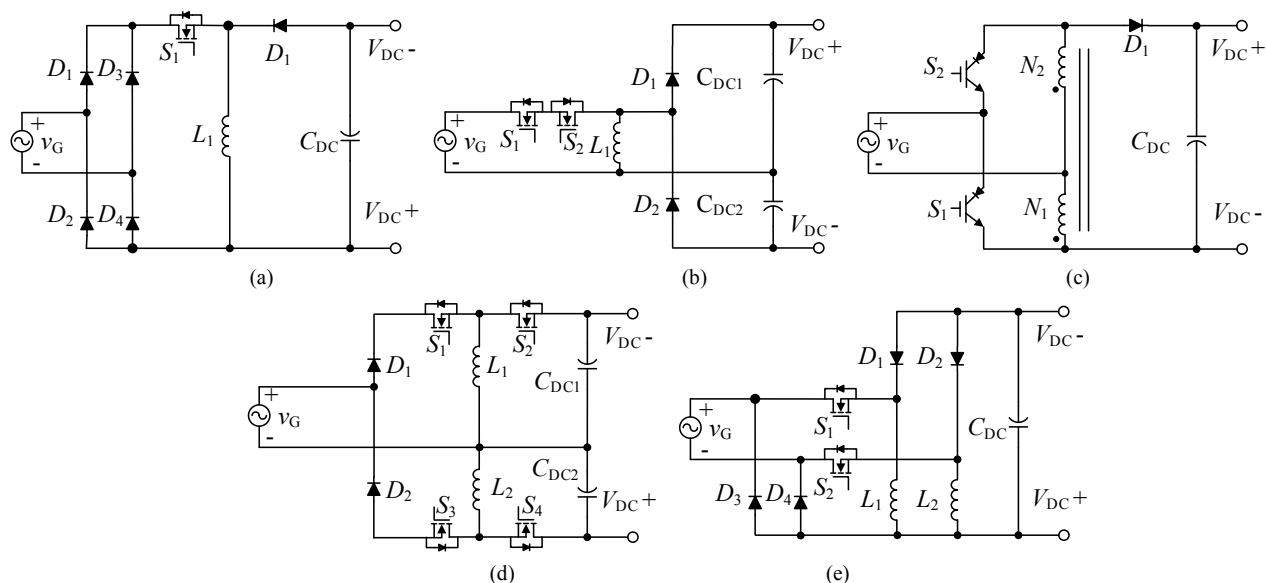 S1
D1
VDC -
D1
D3
+
vG
-
L1
CDC
D2
D4
VDC +
(a)
VDC +
D1
CDC1
+
vG
-
S1
S2
L1
D2
CDC2
VDC -
(b)
D1
VDC +
S2
N2
+
vG
-
CDC
S1
N1
VDC -
(c)
S1
S2
VDC -
D1
L1
CDC1
+
vG
-
CDC2
D2
L2
VDC +
S3
S4
(d)
VDC -
D1
D2
+
vG
-
S1
CDC
S2
D3
D4
L1
L2
VDC +
(e)